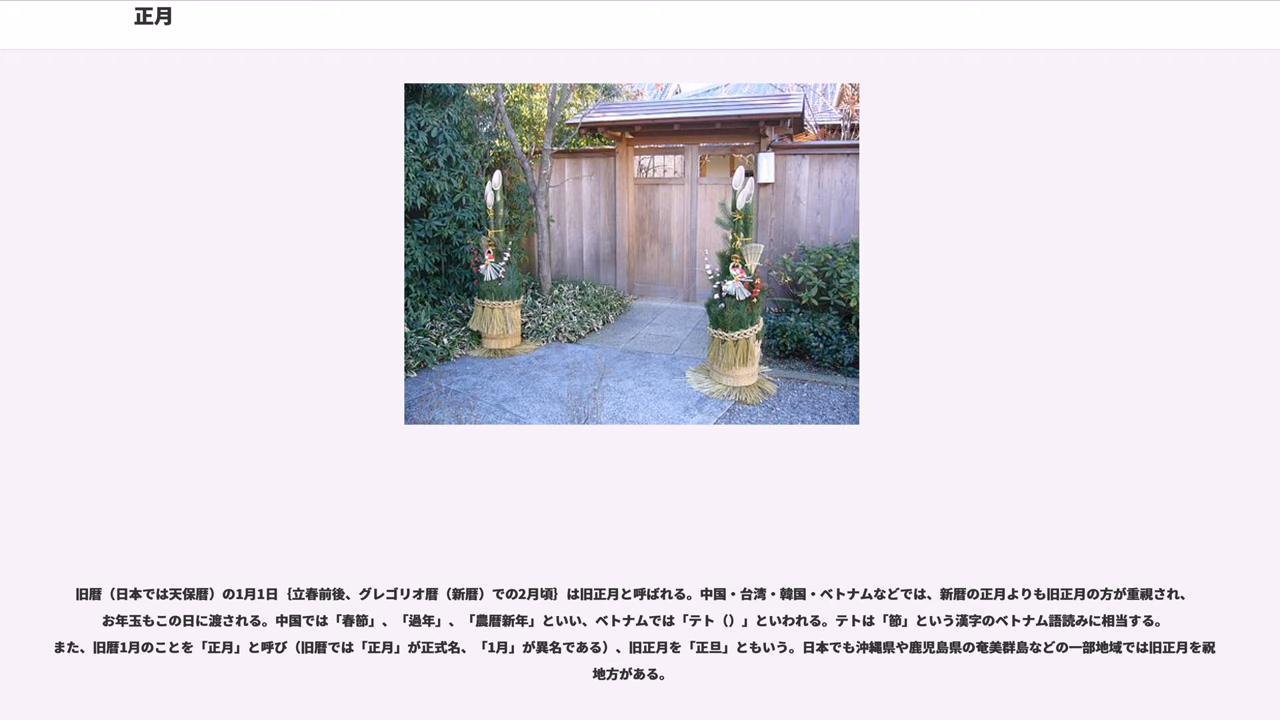 正月
旧暦（日本では天保暦）の1月1日｛立春前後、グレゴリオ暦（新暦）での2月頃｝は旧正月と呼ばれる。中国・台湾・韓国・ベトナムなどでは、新暦の正月よりも旧正月の方が重視され、
お年玉もこの日に渡される。中国では「春節」、「過年」、「農暦新年」といい、ベトナムでは「テト（）」といわれる。テトは「節」という漢字のベトナム語読みに相当する。
また、旧暦1月のことを「正月」と呼び（旧暦では「正月」が正式名、「1月」が異名である）、旧正月を「正旦」ともいう。日本でも沖縄県や鹿児島県の奄美群島などの一部地域では旧正月を祝
地方がある。